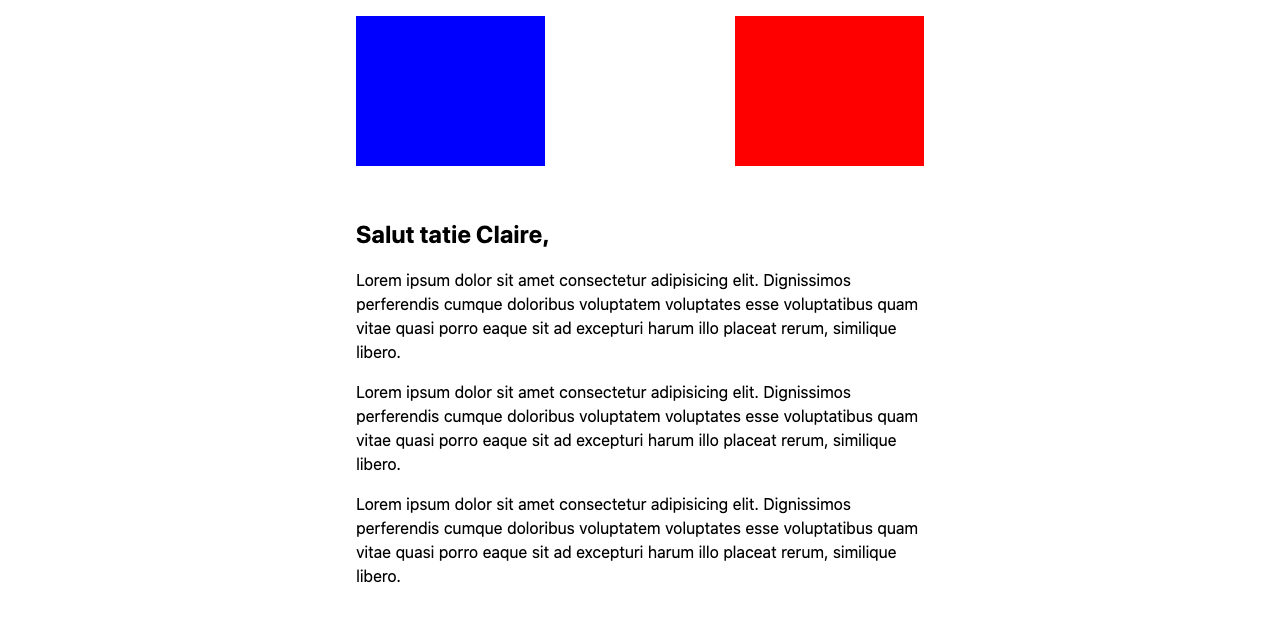 Salut tatie Claire,
Lorem ipsum dolor sit amet consectetur adipisicing elit. Dignissimos
perferendis cumque doloribus voluptatem voluptates esse voluptatibus quam
vitae quasi porro eaque sit ad excepturi harum illo placeat rerum, similique
libero.
Lorem ipsum dolor sit amet consectetur adipisicing elit. Dignissimos
perferendis cumque doloribus voluptatem voluptates esse voluptatibus quam
vitae quasi porro eaque sit ad excepturi harum illo placeat rerum, similique
libero.
Lorem ipsum dolor sit amet consectetur adipisicing elit. Dignissimos
perferendis cumque doloribus voluptatem voluptates esse voluptatibus quam
vitae quasi porro eaque sit ad excepturi harum illo placeat rerum, similique
libero.